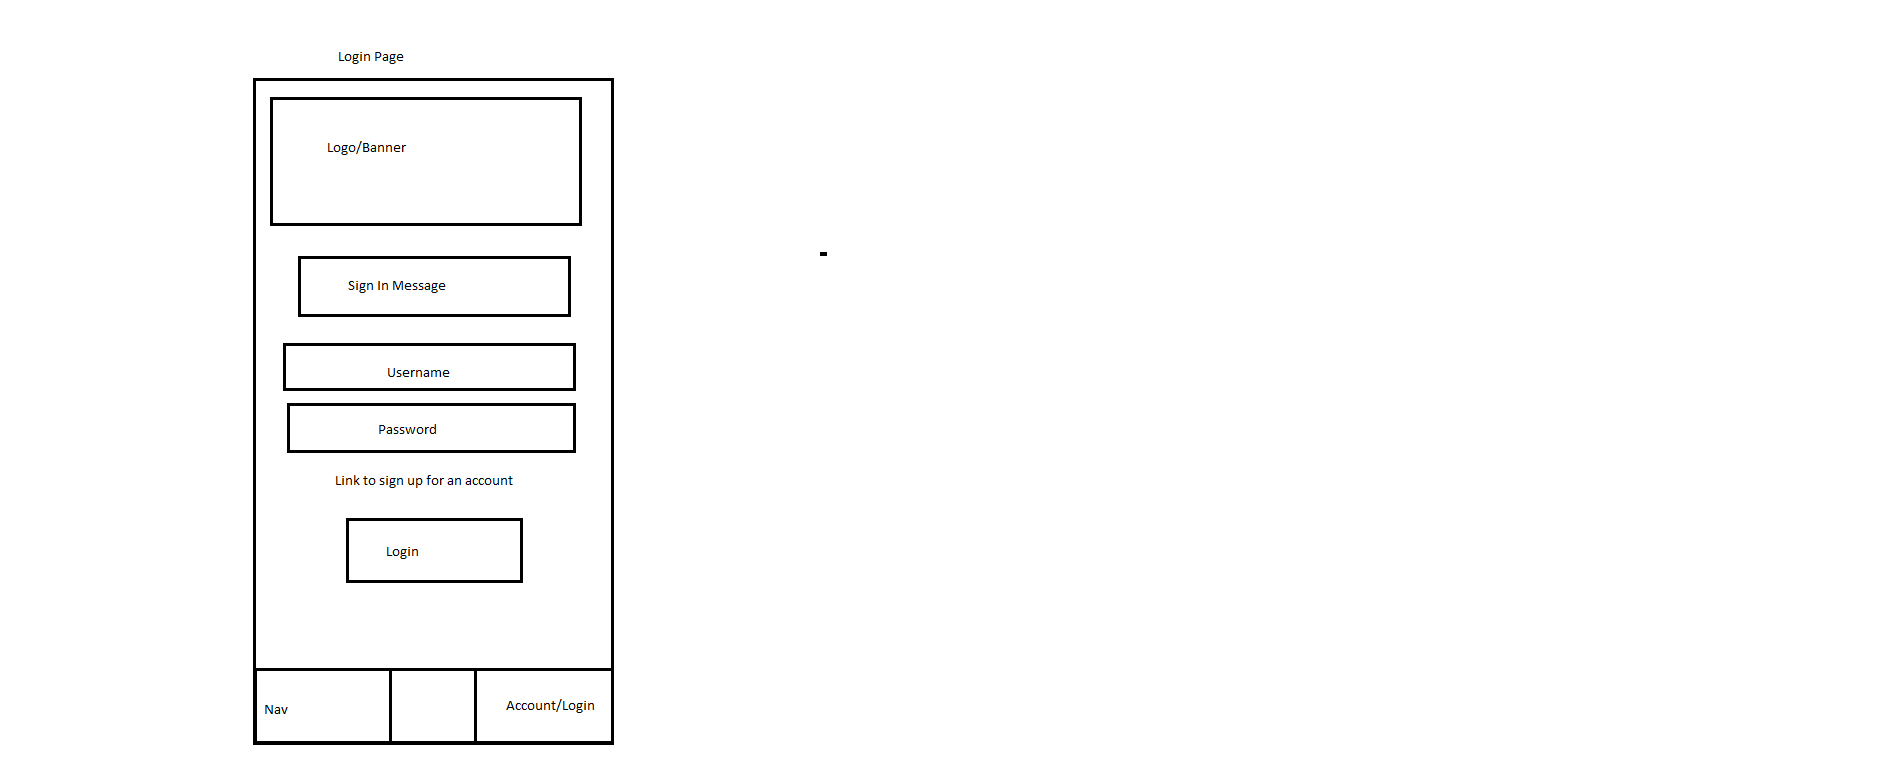 Login Page
Logo/Banner
Sign In Message
Username
Password
Link to sign up for an account
Login
Nav
Account/Login